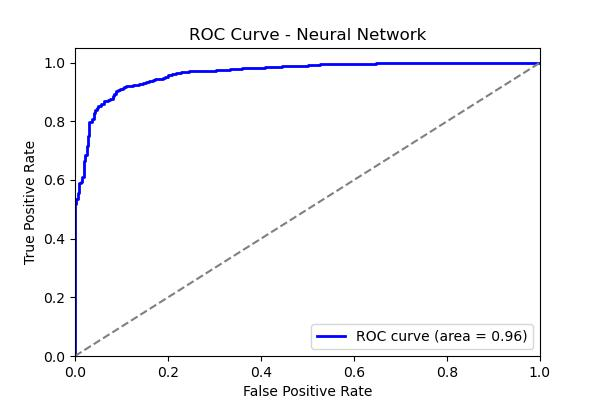 ROC Curve - Neural Network
True Positive Rate
1.0
0.8
0.6
0.4
0.2
0.0
ROC curve (area = 0.96)
0.0 0.2 0.4 0.6 0.8 1.0
False Positive Rate